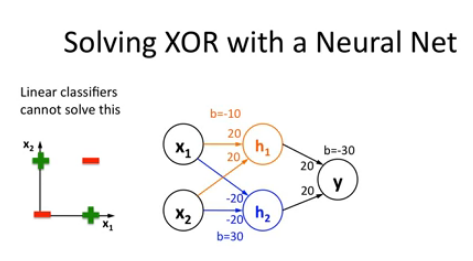 Solving XOR with a Neural Net
Linear classifiers
cannot solve this
x₂
x₁
b=-10
20
20
x₁
h₁
x₂
-20
-20
h₂
b=30
b=-30
20
20
y